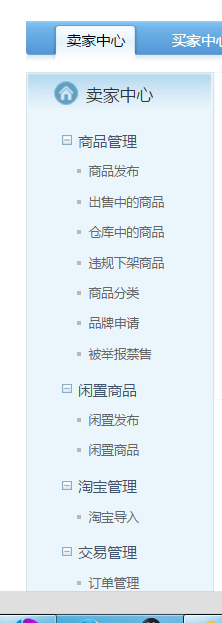 卖家中心 买家中心
卖家中心
商品管理
商品发布
出售中的商品
仓库中的商品
违规下架商品
商品分类
品牌申请
被举报禁售
闲置商品
闲置发布
闲置商品
淘宝管理
淘宝导入
交易管理
订单管理